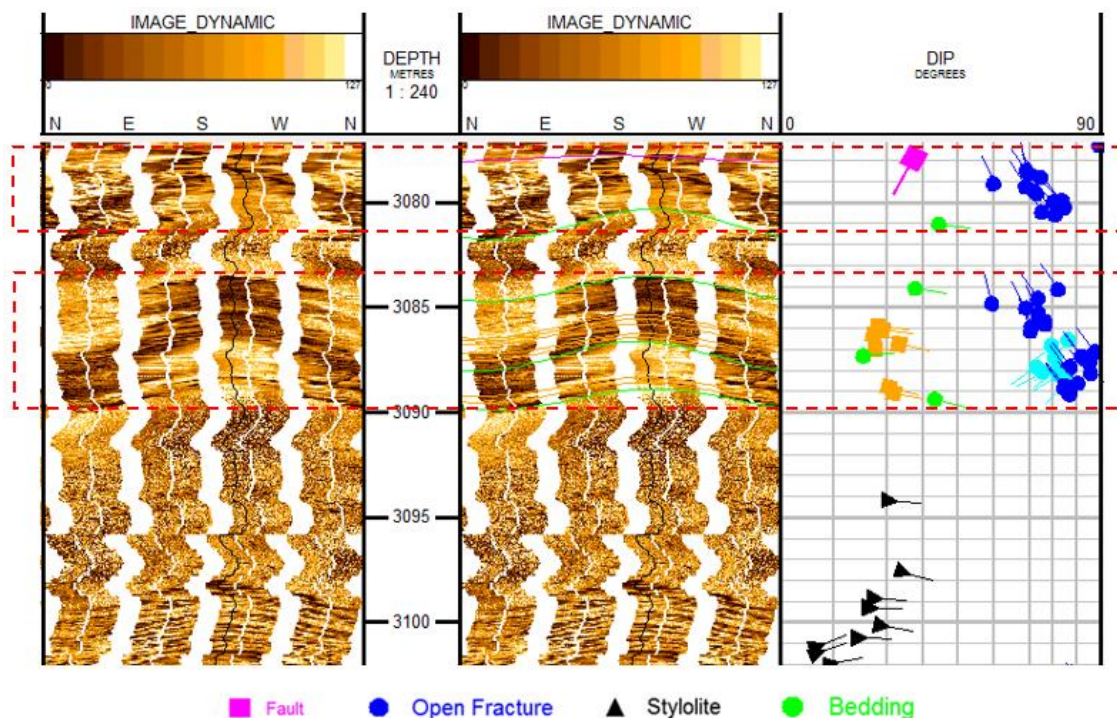 IMAGE_DYNAMIC
0 127
N E S W N
DEPTH
METRES
1 : 240
IMAGE_DYNAMIC
0 127
N E S W N
DIP
DEGREES
0 90
3080
3085
3090
3095
3100
Fault Open Fracture Stylolite Bedding